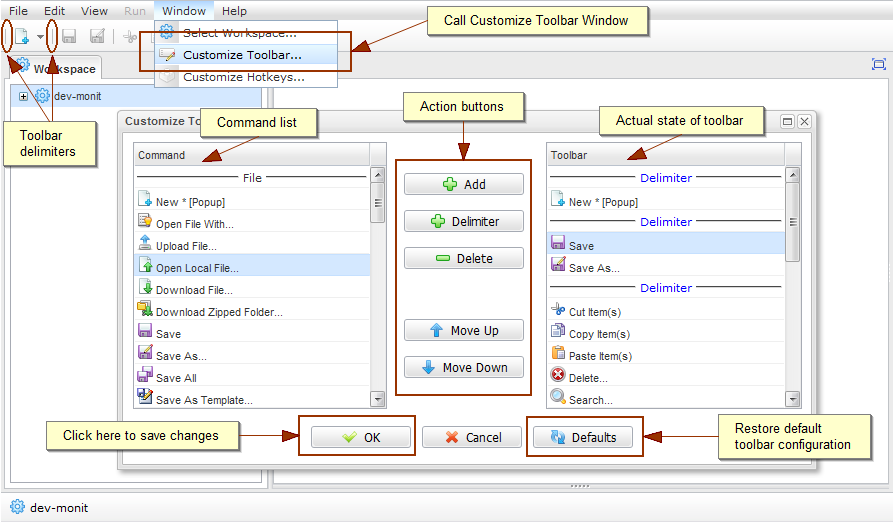 File Edit View Run Window Help
Call Customize Toolbar Window
Select Workspace...
Customize Toolbar...
Customize Hotkeys...
Workspace
dev-monit
Toolbar
delimiters
Customize To
Command list
Action buttons
Actual state of toolbar
Command
File
New * [Popup]
Open File With...
Upload File...
Open Local File...
Download File...
Download Zipped Folder...
Save
Save As...
Save All
Save As Template...
Add
Delimiter
Delete
Move Up
Move Down
Toolbar
Delimiter
New * [Popup]
Delimiter
Save
Save As...
Delimiter
Cut Item(s)
Copy Item(s)
Paste Item(s)
Delete...
Search...
Click here to save changes
OK
Cancel
Defaults
Restore default
toolbar configuration
dev-monit